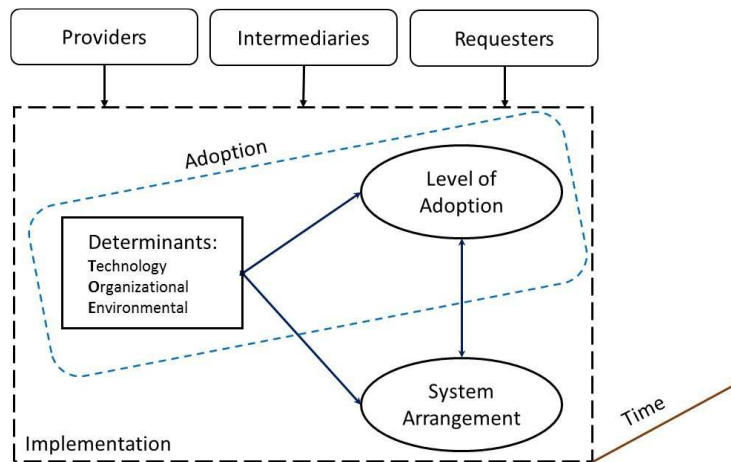 Providers
Intermediaries
Requesters
Adoption
Level of
Adoption
Determinants:
Technology
Organizational
Environmental
System
Arrangement
Implementation
Time